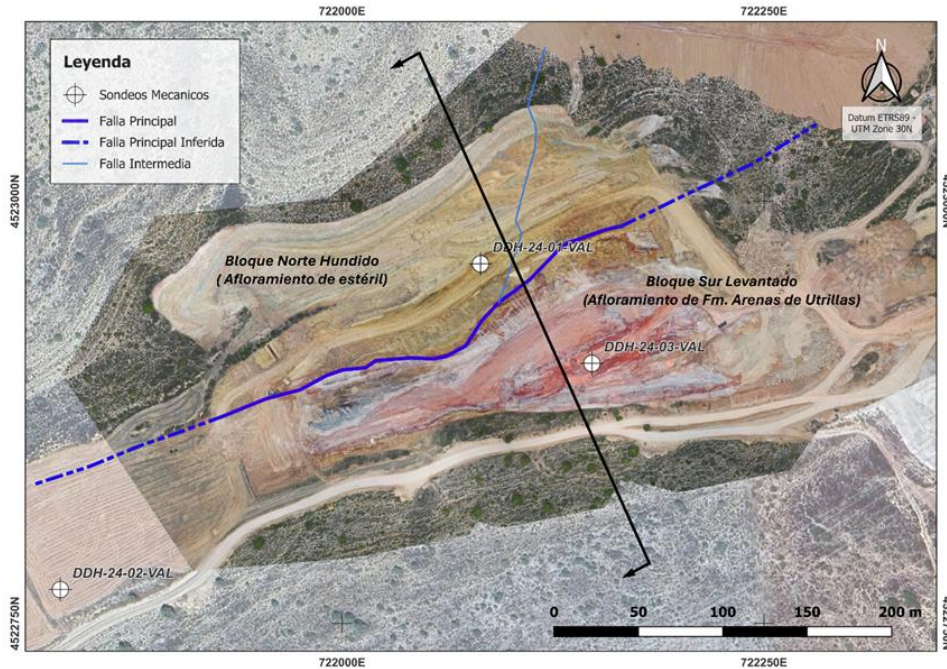 722000E
722250E
Leyenda
Sondeos Mecanicos
Falla Principal
Falla Principal Inferida
Falla Intermedia
N
Datum ETRS89 -
UTM Zone 30N
4523000N
4523000N
DDH-24-01-VAL
Bloque Norte Hundido
( Afloramiento de estéril)
Bloque Sur Levantado
(Afloramiento de Fm. Arenas de Utrillas)
DDH-24-03-VAL
DDH-24-02-VAL
4522750N
4522750N
0 50 100 150 200 m
722000E
722250E